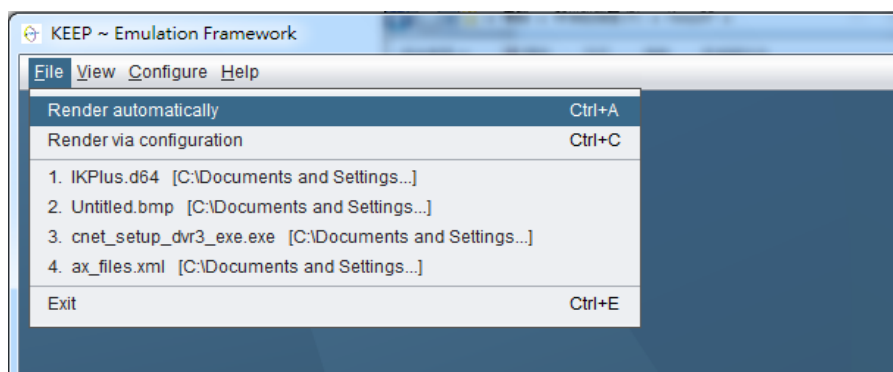 KEEP ~ Emulation Framework
File View Configure Help
Render automatically Ctrl+A
Render via configuration Ctrl+C
1. IKPlus.d64 [C:\Documents and Settings...]
2. Untitled.bmp [C:\Documents and Settings...]
3. cnet_setup_dvr3_exe.exe [C:\Documents and Settings...]
4. ax_files.xml [C:\Documents and Settings...]
Exit Ctrl+E